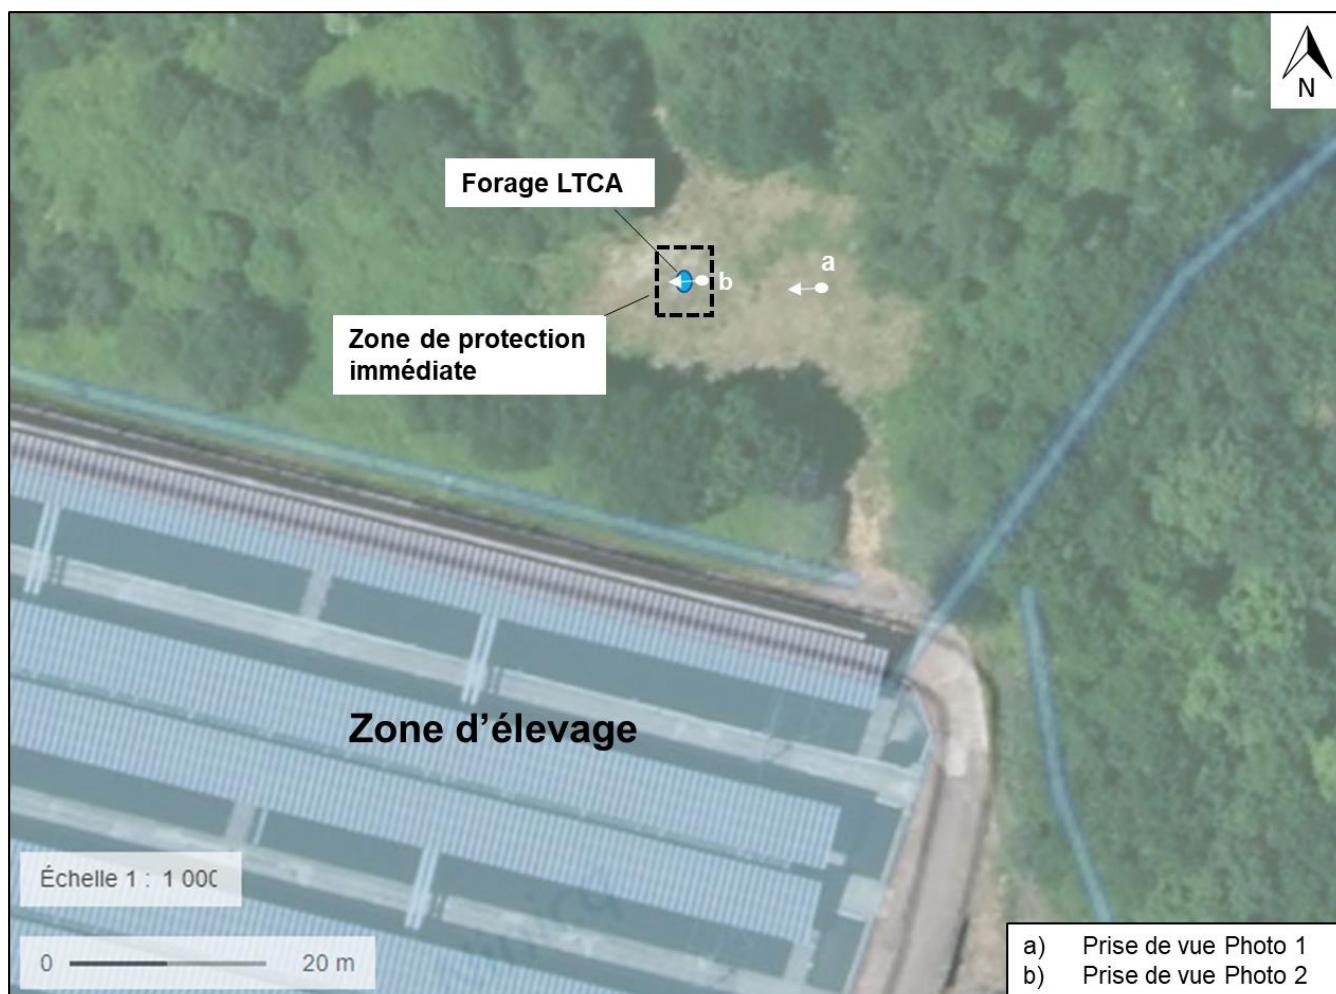 N
Forage LTCA
a
b
Zone de protection
immédiate
Zone d’élevage
Échelle 1 : 1 000
0 20 m
a) Prise de vue Photo 1
b) Prise de vue Photo 2